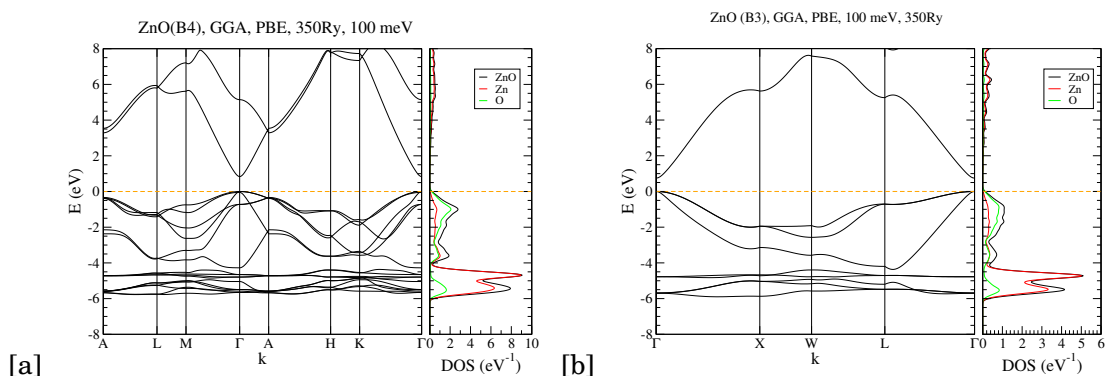 ZnO(B4), GGA, PBE, 350Ry, 100 meV
8
6
4
2
0
-2
-4
-6
-8
E (eV)
A L M Γ A H K Γ
k
ZnO
Zn
O
0 2 4 6 8 10
DOS (eV⁻¹)
[a]
ZnO (B3), GGA, PBE, 100 meV, 350Ry
8
6
4
2
0
-2
-4
-6
-8
E (eV)
Γ X W L Γ
k
ZnO
Zn
O
0 1 2 3 4 5 6
DOS (eV⁻¹)
[b]